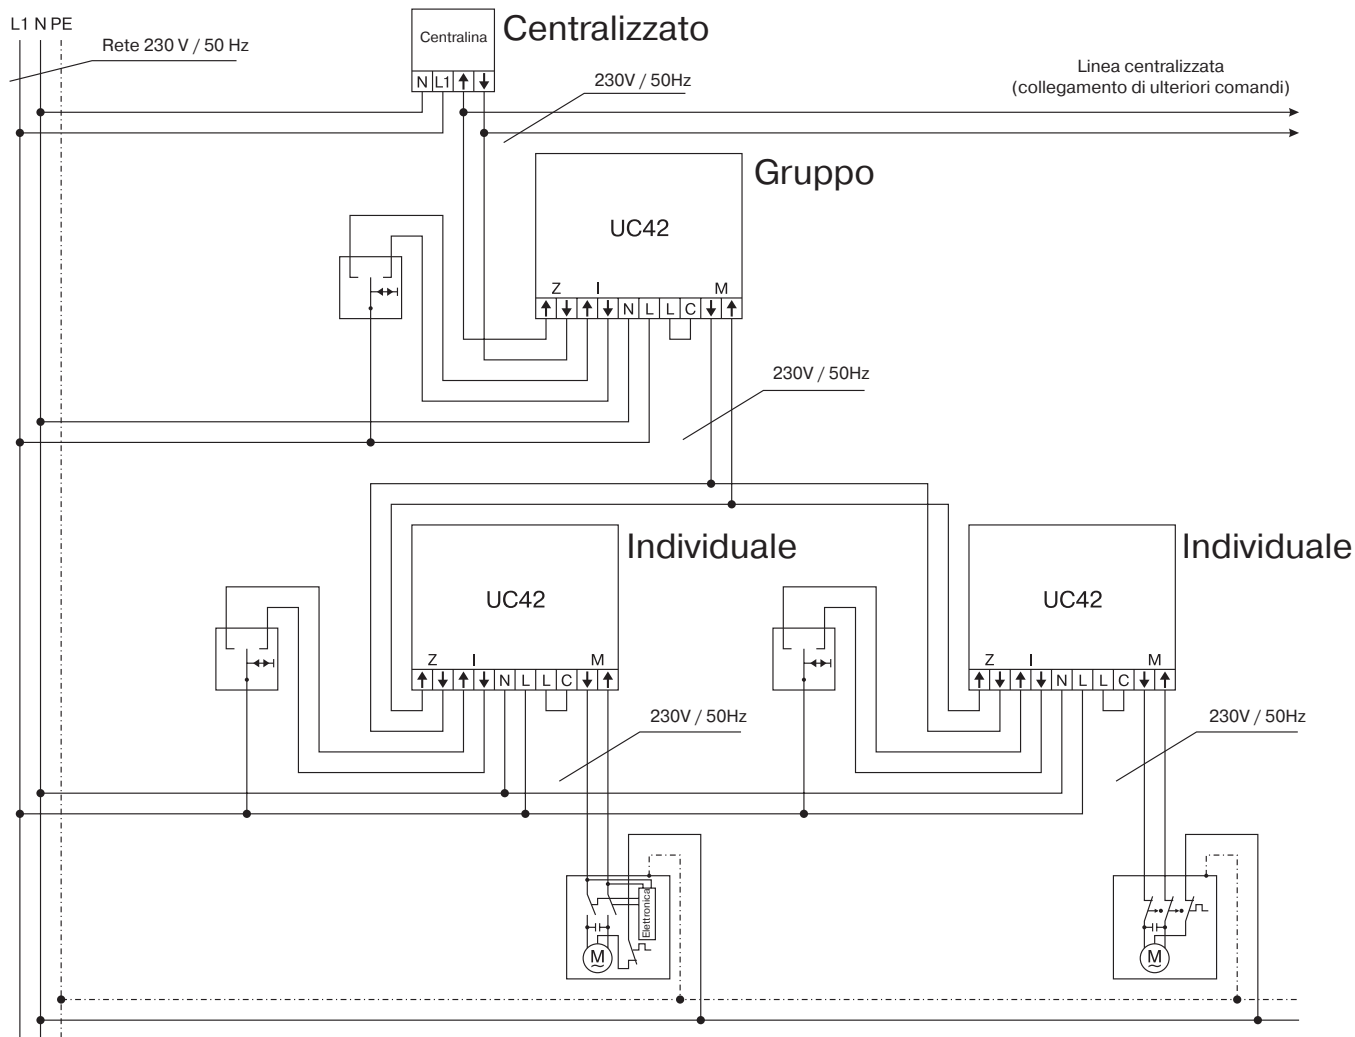 L1 N PE
Rete 230 V / 50 Hz
Centralina
Centralizzato
N L1 ↑ ↓
230V / 50Hz
Linea centralizzata
(collegamento di ulteriori comandi)
Gruppo
UC42
Z I M
↑ ↓ ↑ ↓ N L L C ↓ ↑
230V / 50Hz
Individuale
UC42
Z I M
↑ ↓ ↑ ↓ N L L C ↓ ↑
230V / 50Hz
Elettronica
M
~
Individuale
UC42
Z I M
↑ ↓ ↑ ↓ N L L C ↓ ↑
230V / 50Hz
M
~